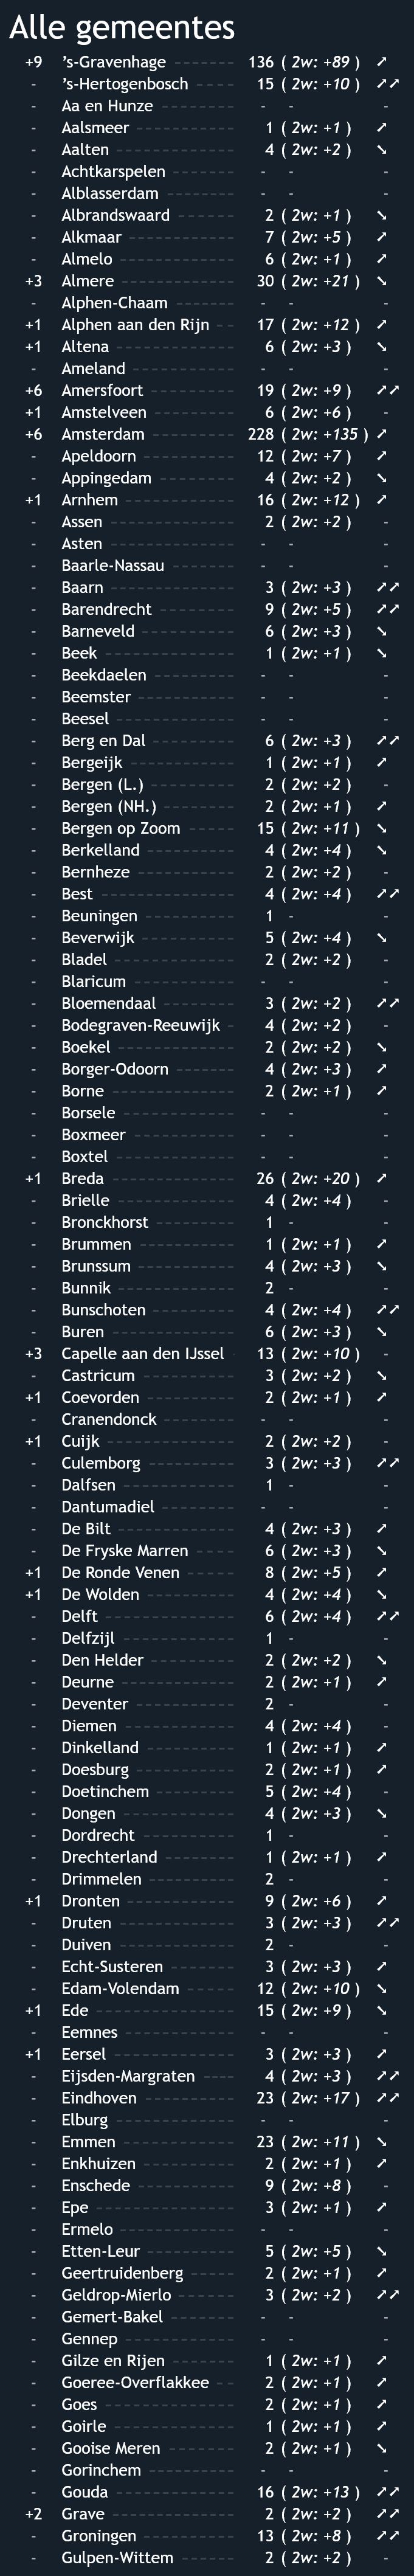 Alle gemeentes
+9 ’s-Gravenhage 136 ( 2w: +89 ) ↗
- ’s-Hertogenbosch 15 ( 2w: +10 ) ↗↗
- Aa en Hunze - - -
- Aalsmeer 1 ( 2w: +1 ) ↗
- Aalten 4 ( 2w: +2 ) ↘
- Achtkarspelen - - -
- Alblasserdam - - -
- Albrandswaard 2 ( 2w: +1 ) ↘
- Alkmaar 7 ( 2w: +5 ) ↗
- Almelo 6 ( 2w: +1 ) ↗
+3 Almere 30 ( 2w: +21 ) ↘
- Alphen-Chaam - - -
+1 Alphen aan den Rijn 17 ( 2w: +12 ) ↗
+1 Altena 6 ( 2w: +3 ) ↘
- Ameland - - -
+6 Amersfoort 19 ( 2w: +9 ) ↗↗
+1 Amstelveen 6 ( 2w: +6 ) -
+6 Amsterdam 228 ( 2w: +135 ) ↗
- Apeldoorn 12 ( 2w: +7 ) ↗
- Appingedam 4 ( 2w: +2 ) ↘
+1 Arnhem 16 ( 2w: +12 ) ↗
- Assen 2 ( 2w: +2 ) -
- Asten - - -
- Baarle-Nassau - - -
- Baarn 3 ( 2w: +3 ) ↗↗
- Barendrecht 9 ( 2w: +5 ) ↗↗
- Barneveld 6 ( 2w: +3 ) ↘
- Beek 1 ( 2w: +1 ) ↘
- Beekdaelen - - -
- Beemster - - -
- Beesel - - -
- Berg en Dal 6 ( 2w: +3 ) ↗↗
- Bergeijk 1 ( 2w: +1 ) ↗
- Bergen (L.) 2 ( 2w: +2 ) -
- Bergen (NH.) 2 ( 2w: +1 ) ↗
- Bergen op Zoom 15 ( 2w: +11 ) ↘
- Berkelland 4 ( 2w: +4 ) ↘
- Bernheze 2 ( 2w: +2 ) -
- Best 4 ( 2w: +4 ) ↗↗
- Beuningen 1 - -
- Beverwijk 5 ( 2w: +4 ) ↘
- Bladel 2 ( 2w: +2 ) -
- Blaricum - - -
- Bloemendaal 3 ( 2w: +2 ) ↗↗
- Bodegraven-Reeuwijk 4 ( 2w: +2 ) -
- Boekel 2 ( 2w: +2 ) ↘
- Borger-Odoorn 4 ( 2w: +3 ) ↗
- Borne 2 ( 2w: +1 ) ↗
- Borsele - - -
- Boxmeer - - -
- Boxtel - - -
+1 Breda 26 ( 2w: +20 ) ↗
- Brielle 4 ( 2w: +4 ) -
- Bronckhorst 1 - -
- Brummen 1 ( 2w: +1 ) ↗
- Brunssum 4 ( 2w: +3 ) ↘
- Bunnik 2 - -
- Bunschoten 4 ( 2w: +4 ) ↗↗
- Buren 6 ( 2w: +3 ) ↘
+3 Capelle aan den IJssel 13 ( 2w: +10 ) -
- Castricum 3 ( 2w: +2 ) ↘
+1 Coevorden 2 ( 2w: +1 ) ↗
- Cranendonck - - -
+1 Cuijk 2 ( 2w: +2 ) -
- Culemborg 3 ( 2w: +3 ) ↗↗
- Dalfsen 1 - -
- Dantumadiel - - -
- De Bilt 4 ( 2w: +3 ) ↗
- De Fryske Marren 6 ( 2w: +3 ) ↘
+1 De Ronde Venen 8 ( 2w: +5 ) ↗
+1 De Wolden 4 ( 2w: +4 ) ↘
- Delft 6 ( 2w: +4 ) ↗↗
- Delfzijl 1 - -
- Den Helder 2 ( 2w: +2 ) ↘
- Deurne 2 ( 2w: +1 ) ↗
- Deventer 2 - -
- Diemen 4 ( 2w: +4 ) -
- Dinkelland 1 ( 2w: +1 ) ↗
- Doesburg 2 ( 2w: +1 ) ↗
- Doetinchem 5 ( 2w: +4 ) -
- Dongen 4 ( 2w: +3 ) ↘
- Dordrecht 1 - -
- Drechterland 1 ( 2w: +1 ) ↗
- Drimmelen 2 - -
+1 Dronten 9 ( 2w: +6 ) ↗
- Druten 3 ( 2w: +3 ) ↗↗
- Duiven 2 - -
- Echt-Susteren 3 ( 2w: +3 ) ↗
- Edam-Volendam 12 ( 2w: +10 ) ↘
+1 Ede 15 ( 2w: +9 ) ↘
- Eemnes - - -
+1 Eersel 3 ( 2w: +3 ) ↗
- Eijsden-Margraten 4 ( 2w: +3 ) ↗↗
- Eindhoven 23 ( 2w: +17 ) ↗↗
- Elburg - - -
- Emmen 23 ( 2w: +11 ) ↘
- Enkhuizen 2 ( 2w: +1 ) ↗
- Enschede 9 ( 2w: +8 ) -
- Epe 3 ( 2w: +1 ) ↗
- Ermelo - - -
- Etten-Leur 5 ( 2w: +5 ) ↘
- Geertruidenberg 2 ( 2w: +1 ) ↗
- Geldrop-Mierlo 3 ( 2w: +2 ) ↗↗
- Gemert-Bakel - - -
- Gennep - - -
- Gilze en Rijen 1 ( 2w: +1 ) ↗
- Goeree-Overflakkee 2 ( 2w: +1 ) ↗
- Goes 2 ( 2w: +1 ) ↗
- Goirle 1 ( 2w: +1 ) ↗
- Gooise Meren 2 ( 2w: +1 ) ↘
- Gorinchem - - -
- Gouda 16 ( 2w: +13 ) ↗↗
+2 Grave 2 ( 2w: +2 ) ↗↗
- Groningen 13 ( 2w: +8 ) ↗↗
- Gulpen-Wittem 2 ( 2w: +2 ) -